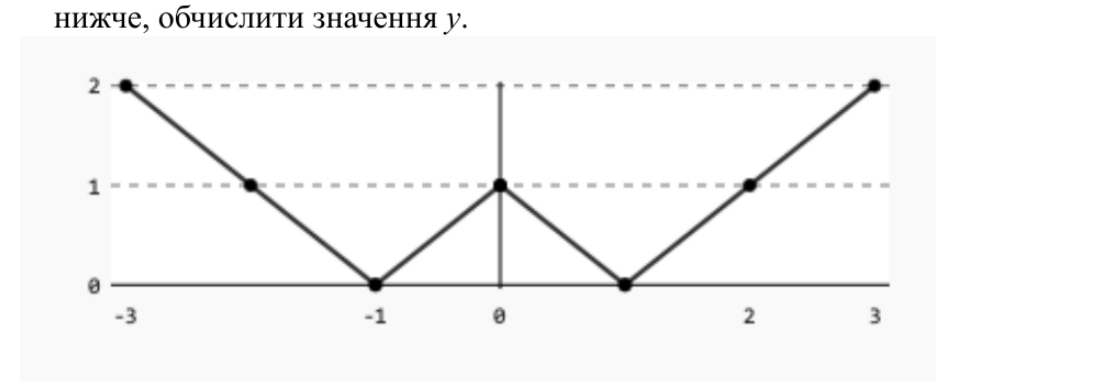 нижче, обчислити значення y.
2
1
0
-3 -1 0 2 3